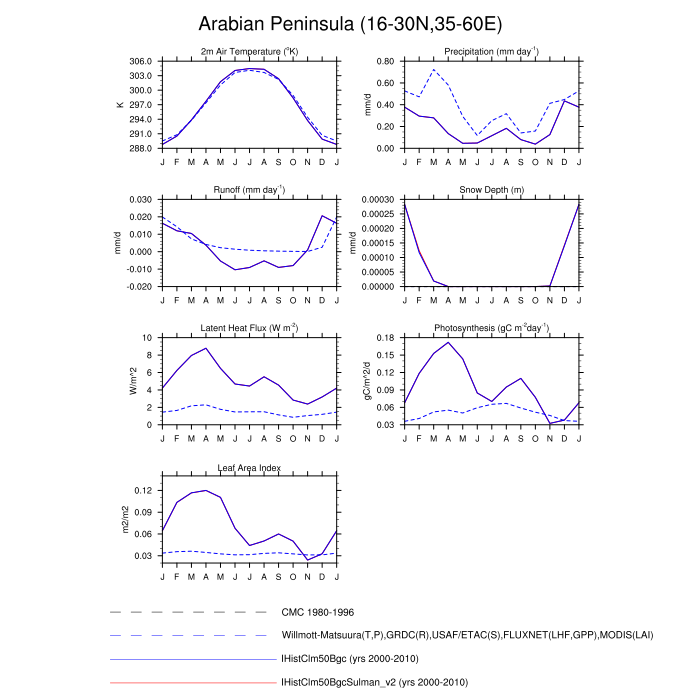 Arabian Peninsula (16-30N,35-60E)
2m Air Temperature (°K)
306.0
303.0
300.0
297.0
294.0
291.0
288.0
K
J F M A M J J A S O N D J
Precipitation (mm day⁻¹)
0.80
0.60
0.40
0.20
0.00
mm/d
J F M A M J J A S O N D J
Runoff (mm day⁻¹)
0.030
0.020
0.010
0.000
-0.010
-0.020
mm/d
J F M A M J J A S O N D J
Snow Depth (m)
0.00030
0.00025
0.00020
0.00015
0.00010
0.00005
0.00000
mm/d
J F M A M J J A S O N D J
Latent Heat Flux (W m⁻²)
10
8
6
4
2
0
W/m^2
J F M A M J J A S O N D J
Photosynthesis (gC m⁻²day⁻¹)
0.18
0.15
0.12
0.09
0.06
0.03
gC/m^2/d
J F M A M J J A S O N D J
Leaf Area Index
0.12
0.09
0.06
0.03
m2/m2
J F M A M J J A S O N D J
CMC 1980-1996
Willmott-Matsuura(T,P),GRDC(R),USAF/ETAC(S),FLUXNET(LHF,GPP),MODIS(LAI)
IHistClm50Bgc (yrs 2000-2010)
IHistClm50BgcSulman_v2 (yrs 2000-2010)